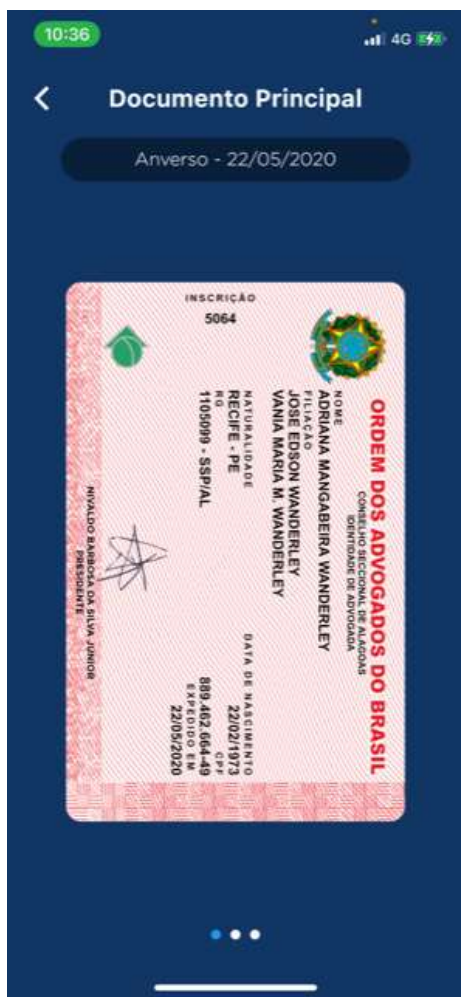 10:36
4G
Documento Principal
Anverso - 22/05/2020
ORDEM DOS ADVOGADOS DO BRASIL
CONSELHO SECCIONAL DE ALAGOAS
IDENTIDADE DE ADVOGADA
NOME
ADRIANA MANGABEIRA WANDERLEY
FILIAÇÃO
JOSE EDSON WANDERLEY
VANIA MARIA M. WANDERLEY
NATURALIDADE
RECIFE - PE
RG
1105099 - SSP/AL
DATA DE NASCIMENTO
22/02/1973
CPF
889.462.664-49
EXPEDIDO EM
22/05/2020
INSCRIÇÃO
5064
NIVALDO BARBOSA DA SILVA JUNIOR
PRESIDENTE